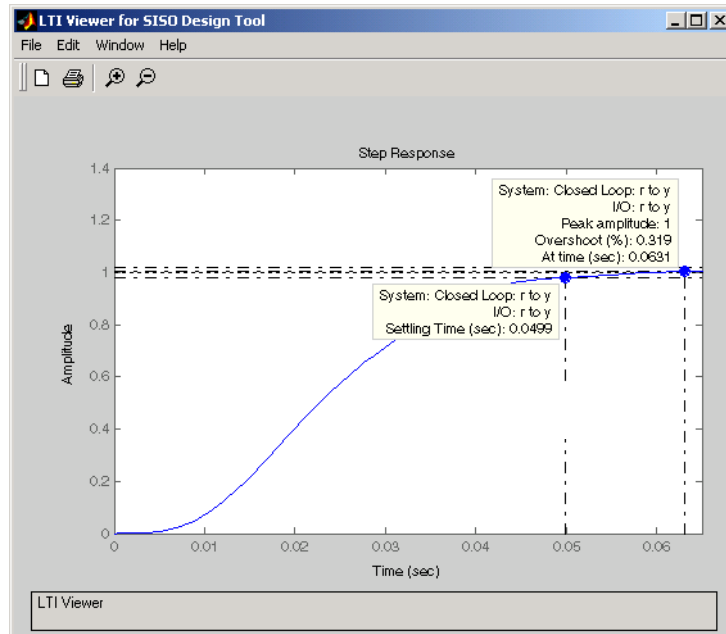 LTI Viewer for SISO Design Tool
File Edit Window Help
Step Response
1.4
1.2
1
0.8
0.6
0.4
0.2
0
Amplitude
System: Closed Loop: r to y
I/O: r to y
Peak amplitude: 1
Overshoot (%): 0.319
At time (sec): 0.0631
System: Closed Loop: r to y
I/O: r to y
Settling Time (sec): 0.0499
0 0.01 0.02 0.03 0.04 0.05 0.06
Time (sec)
LTI Viewer